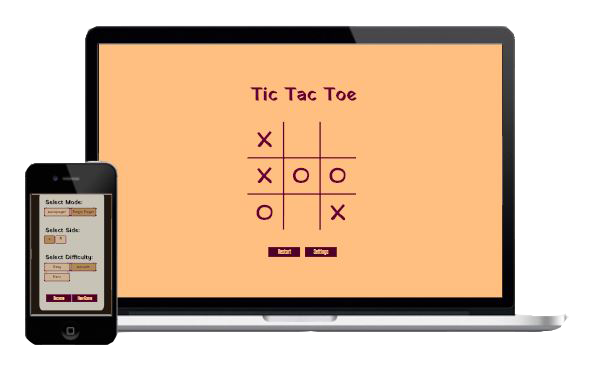 Tic Tac Toe
X
X O O
O X
Restart Settings
Select Mode:
Multiplayer Single Player
Select Side:
X O
Select Difficulty:
Easy
Hard
Resume New Game